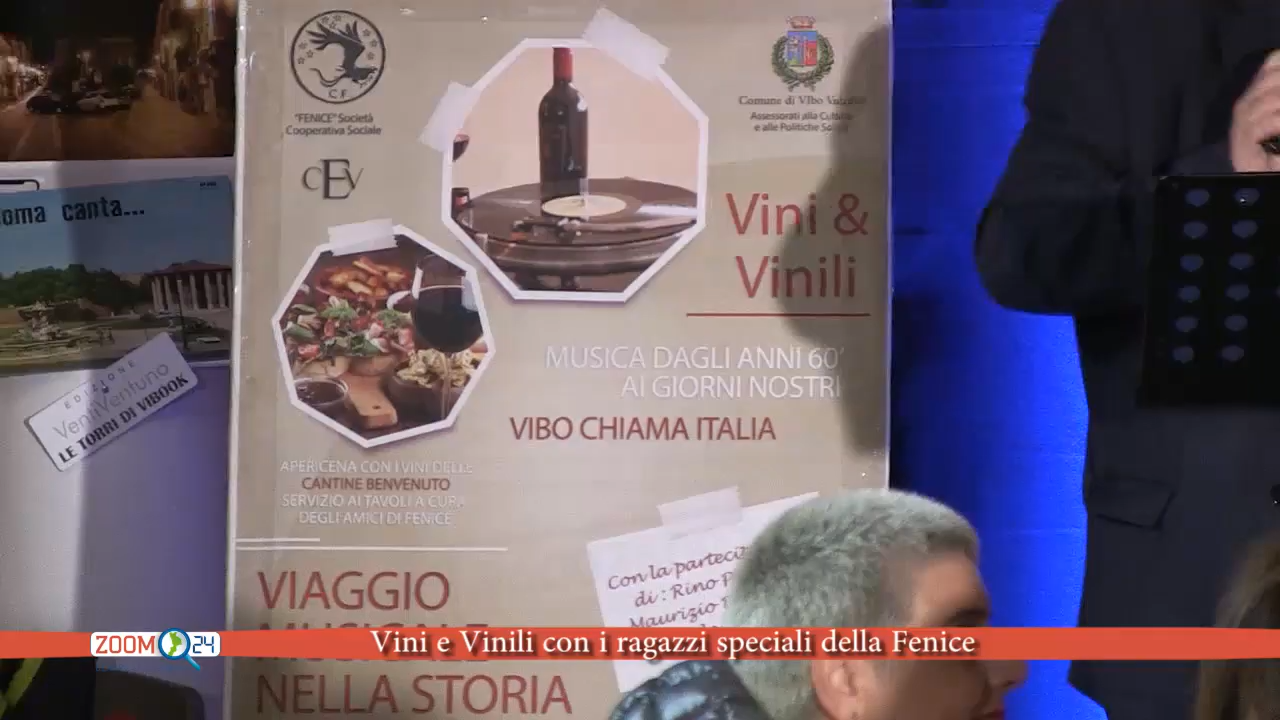 C F
"FENICE" Società
Cooperativa Sociale
CEV
Comune di Vibo
Assessorati alla Cultura
e alle Politiche
Vini &
Vinili
oma canta...
EDIZIONE
VentiVentuno
LE TORRI DI VIBOOK
MUSICA DAGLI ANNI 60'
AI GIORNI NOSTRI
VIBO CHIAMA ITALIA
APERICENA CON I VINI DELLE
CANTINE BENVENUTO
SERVIZIO AI TAVOLI A CURA
DEGLI AMICI DI FENICE
Con la parteci
di: Rino P
Maurizio
VIAGGIO
MUSICALE
NELLA STORIA
ZOOM 24
Vini e Vinili con i ragazzi speciali della Fenice